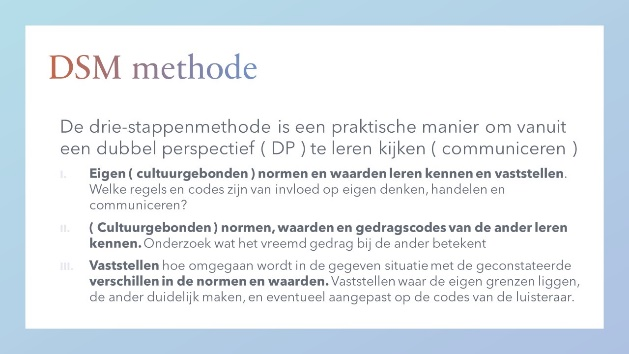 DSM methode
De drie-stappenmethode is een praktische manier om vanuit
een dubbel perspectief ( DP ) te leren kijken ( communiceren )
I. Eigen ( cultuurgebonden ) normen en waarden leren kennen en vaststellen.
Welke regels en codes zijn van invloed op eigen denken, handelen en
communiceren?
II. ( Cultuurgebonden ) normen, waarden en gedragscodes van de ander leren
kennen. Onderzoek wat het vreemd gedrag bij de ander betekent
III. Vaststellen hoe omgegaan wordt in de gegeven situatie met de geconstateerde
verschillen in de normen en waarden. Vaststellen waar de eigen grenzen liggen,
de ander duidelijk maken, en eventueel aangepast op de codes van de luisteraar.